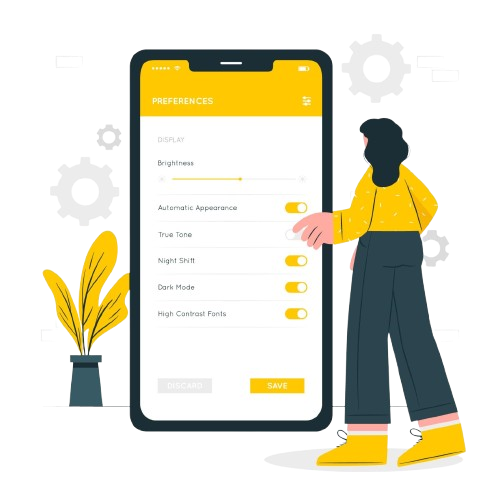 PREFERENCES
DISPLAY
Brightness
Automatic Appearance
True Tone
Night Shift
Dark Mode
High Contrast Fonts
DISCARD
SAVE